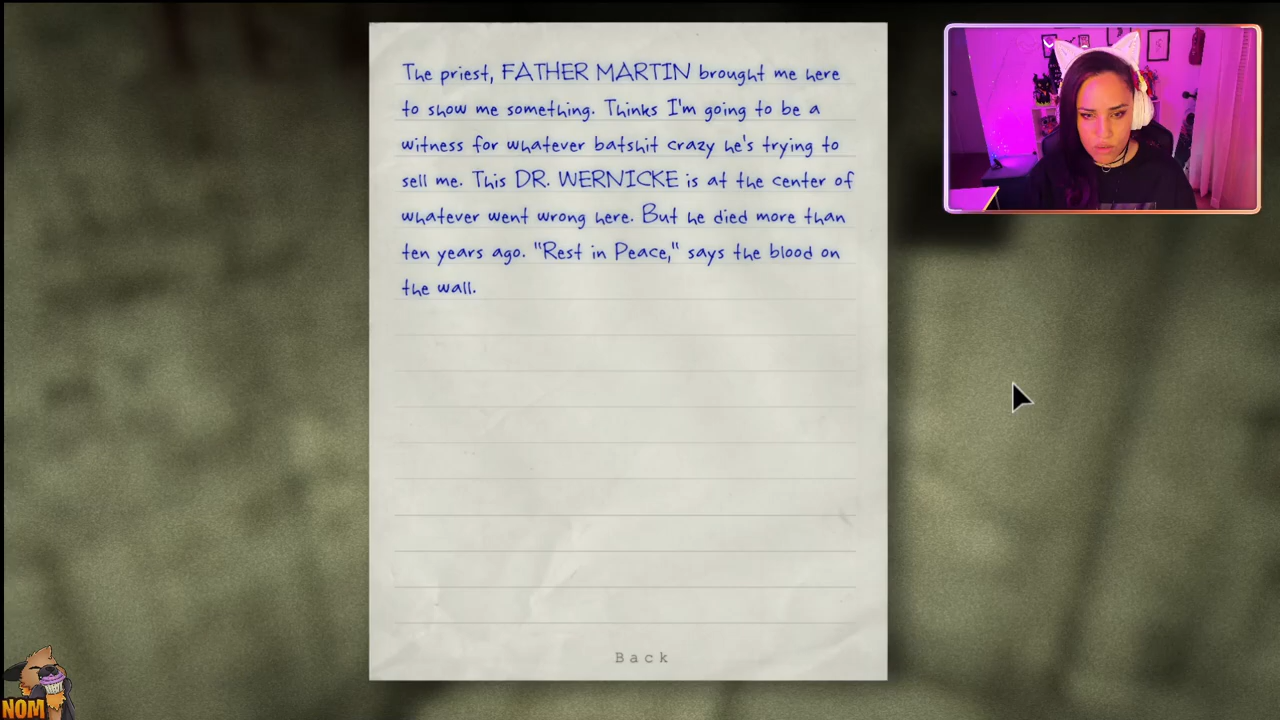 The priest, FATHER MARTIN brought me here
to show me something. Thinks I'm going to be a
witness for whatever batshit crazy he's trying to
sell me. This DR. WERNICKE is at the center of
whatever went wrong here. But he died more than
ten years ago. "Rest in Peace," says the blood on
the wall.
Back
NOM